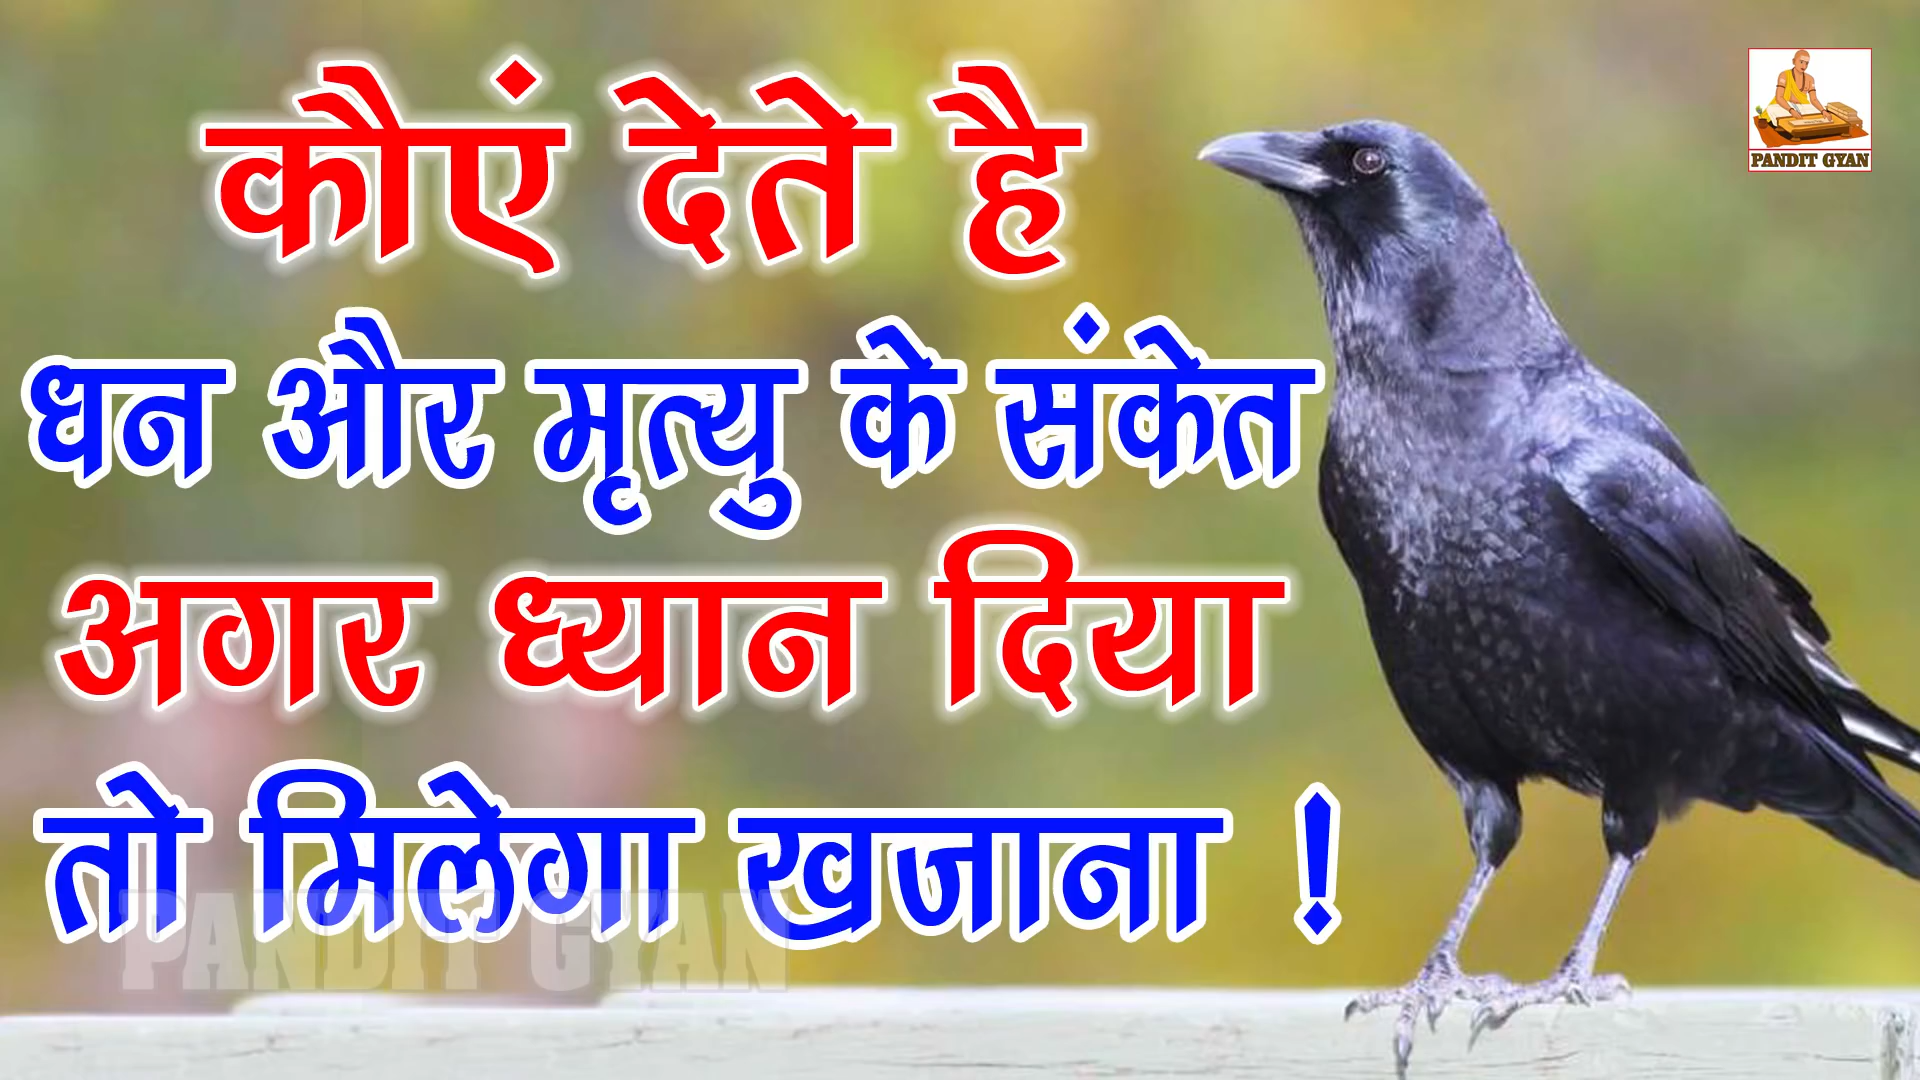 कौएं देते है
धन और मृत्यु के संकेत
अगर ध्यान दिया
तो मिलेगा खजाना !
PANDIT GYAN
PANDIT GYAN